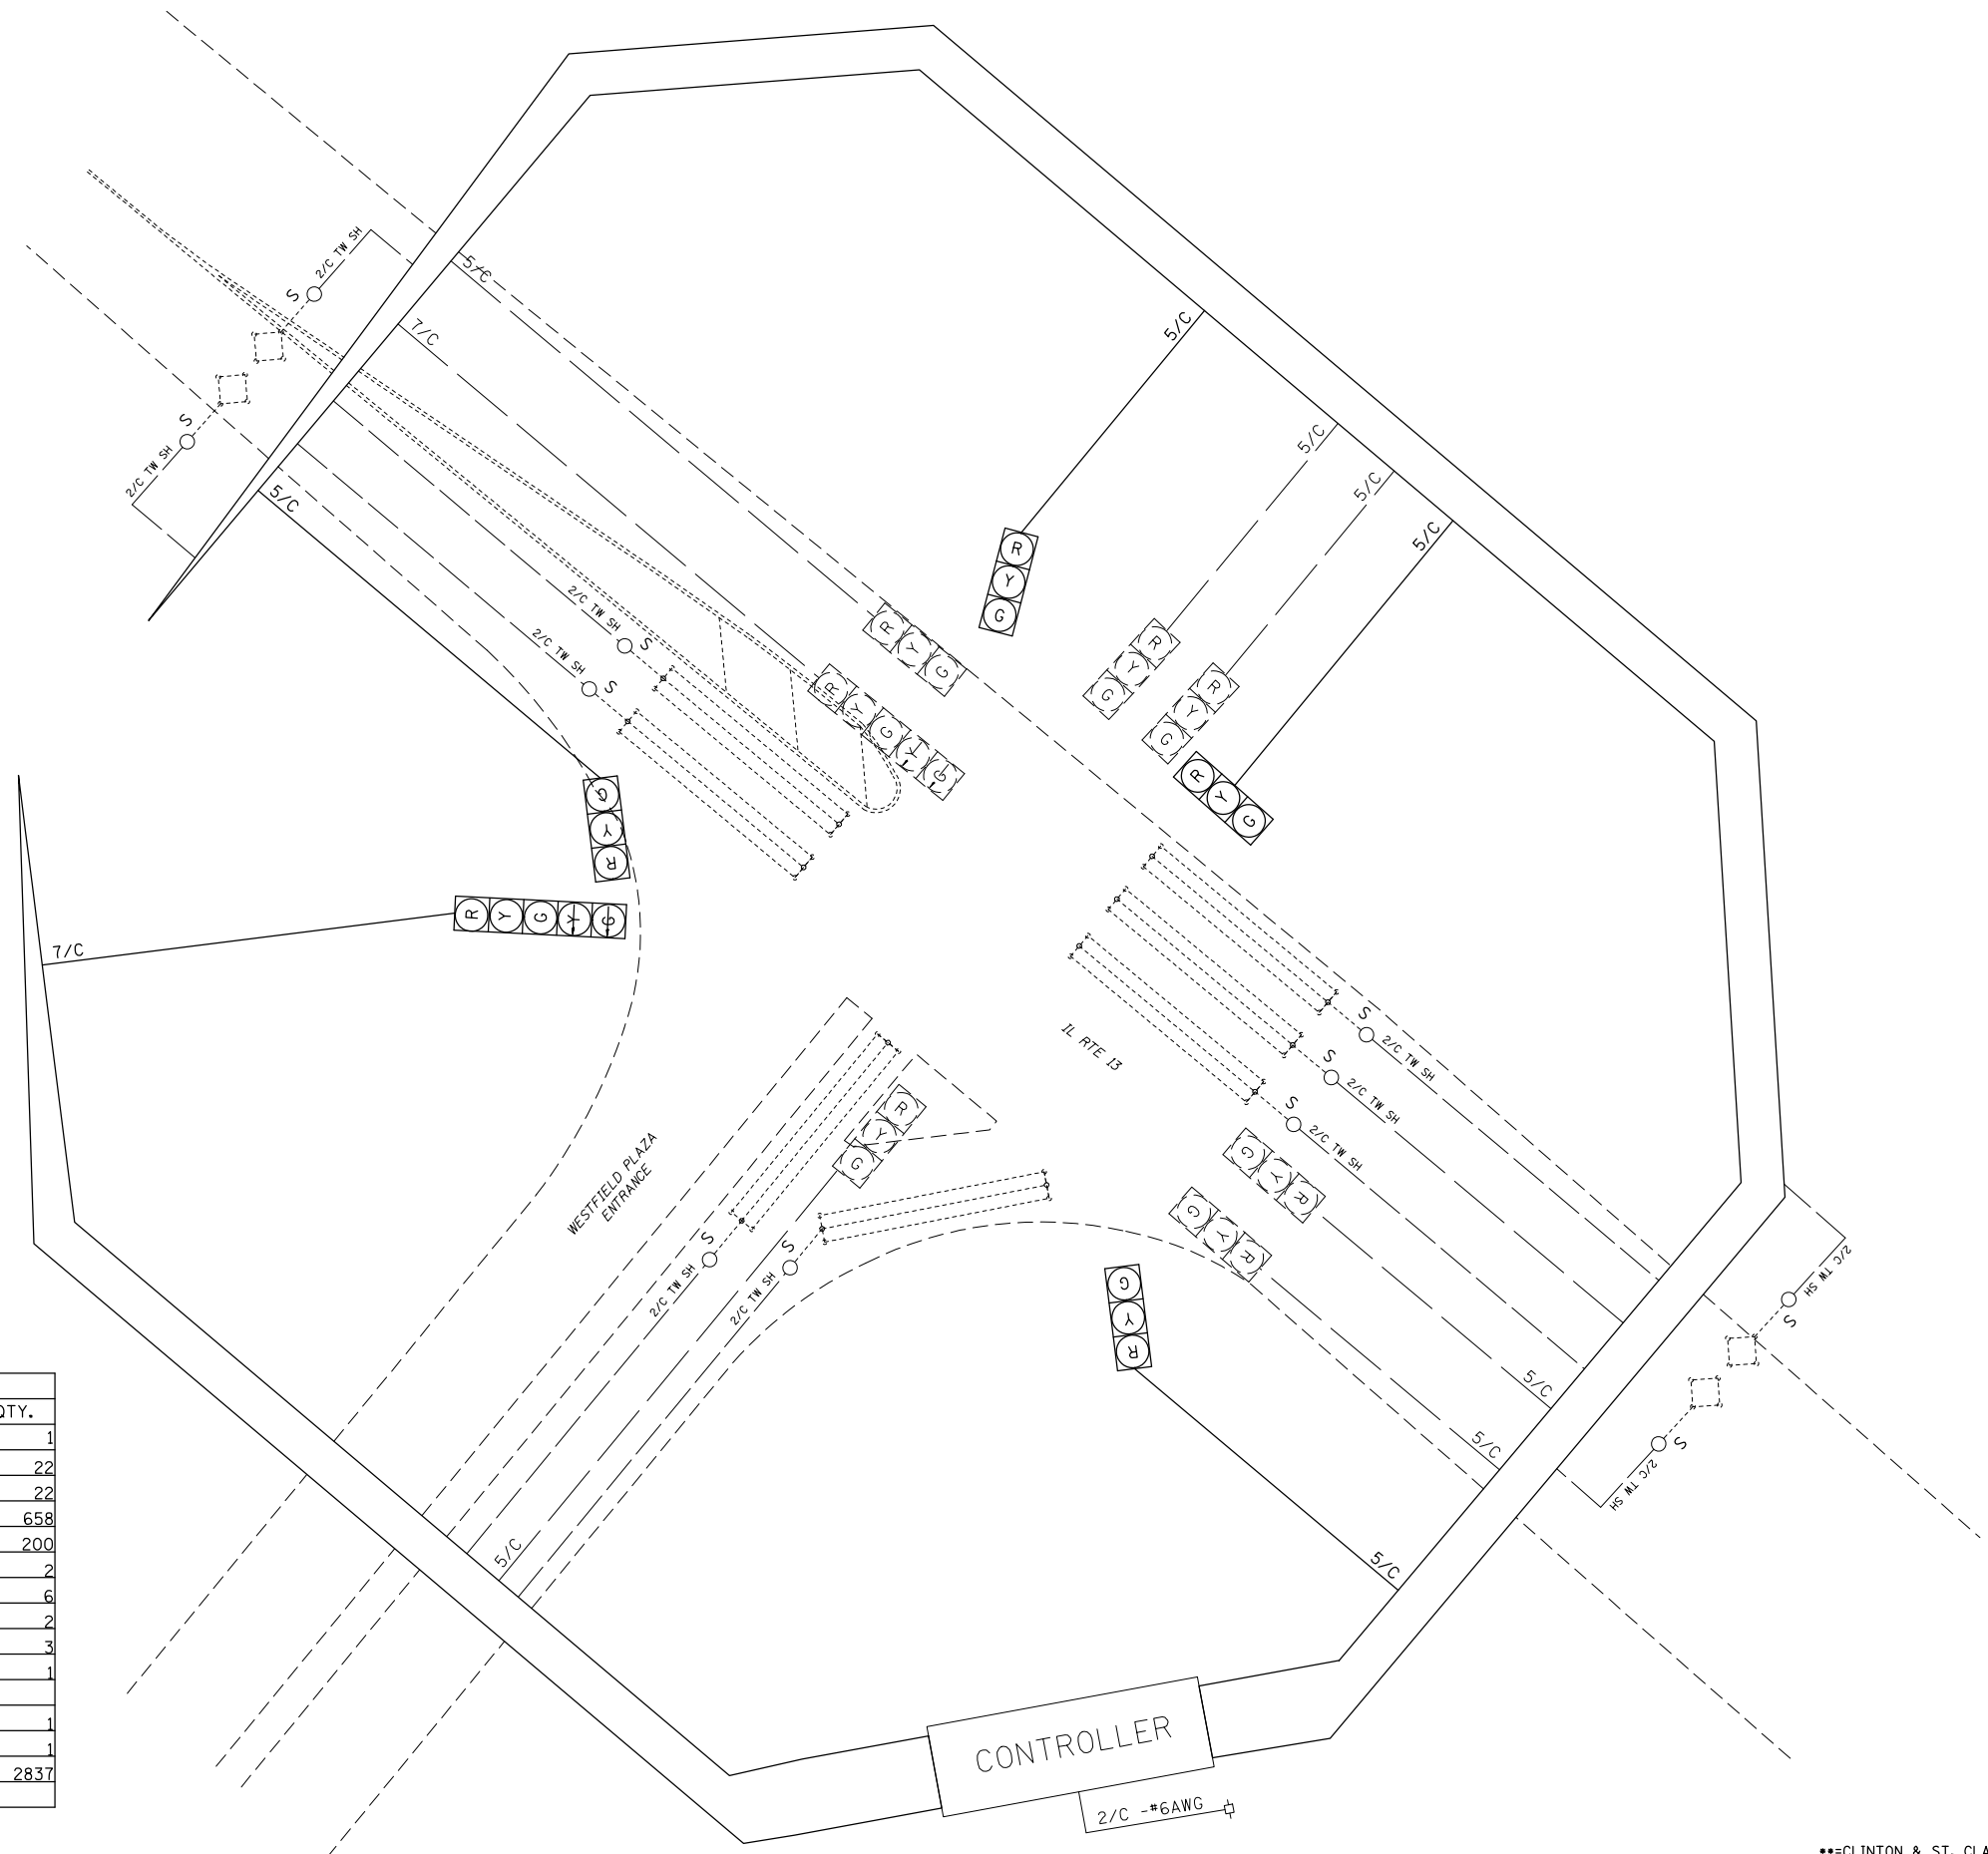 2/C TW SH
S
5/C
7/C
S
2/C TW SH
5/C
5/C
5/C
5/C
5/C
2/C TW SH
S
2/C TW SH
S
R
Y
G
R
Y
G
R
Y
G
R
Y
G
R
Y
G
Y
G
R
Y
G
G
Y
R
R
Y
G
Y
G
7/C
IL RTE 13
S
2/C TW SH
S
2/C TW SH
S
2/C TW SH
WESTFIELD PLAZA
ENTRANCE
R
Y
G
G
Y
R
G
Y
R
S
2/C TW SH
S
2/C TW SH
G
Y
R
2/C TW SH
S
S
2/C TW SH
5/C
5/C
5/C
5/C
QTY.
1
22
22
658
200
2
6
2
3
1
1
1
2837
CONTROLLER
2/C -#6AWG
**=CLINTON & ST. CLA